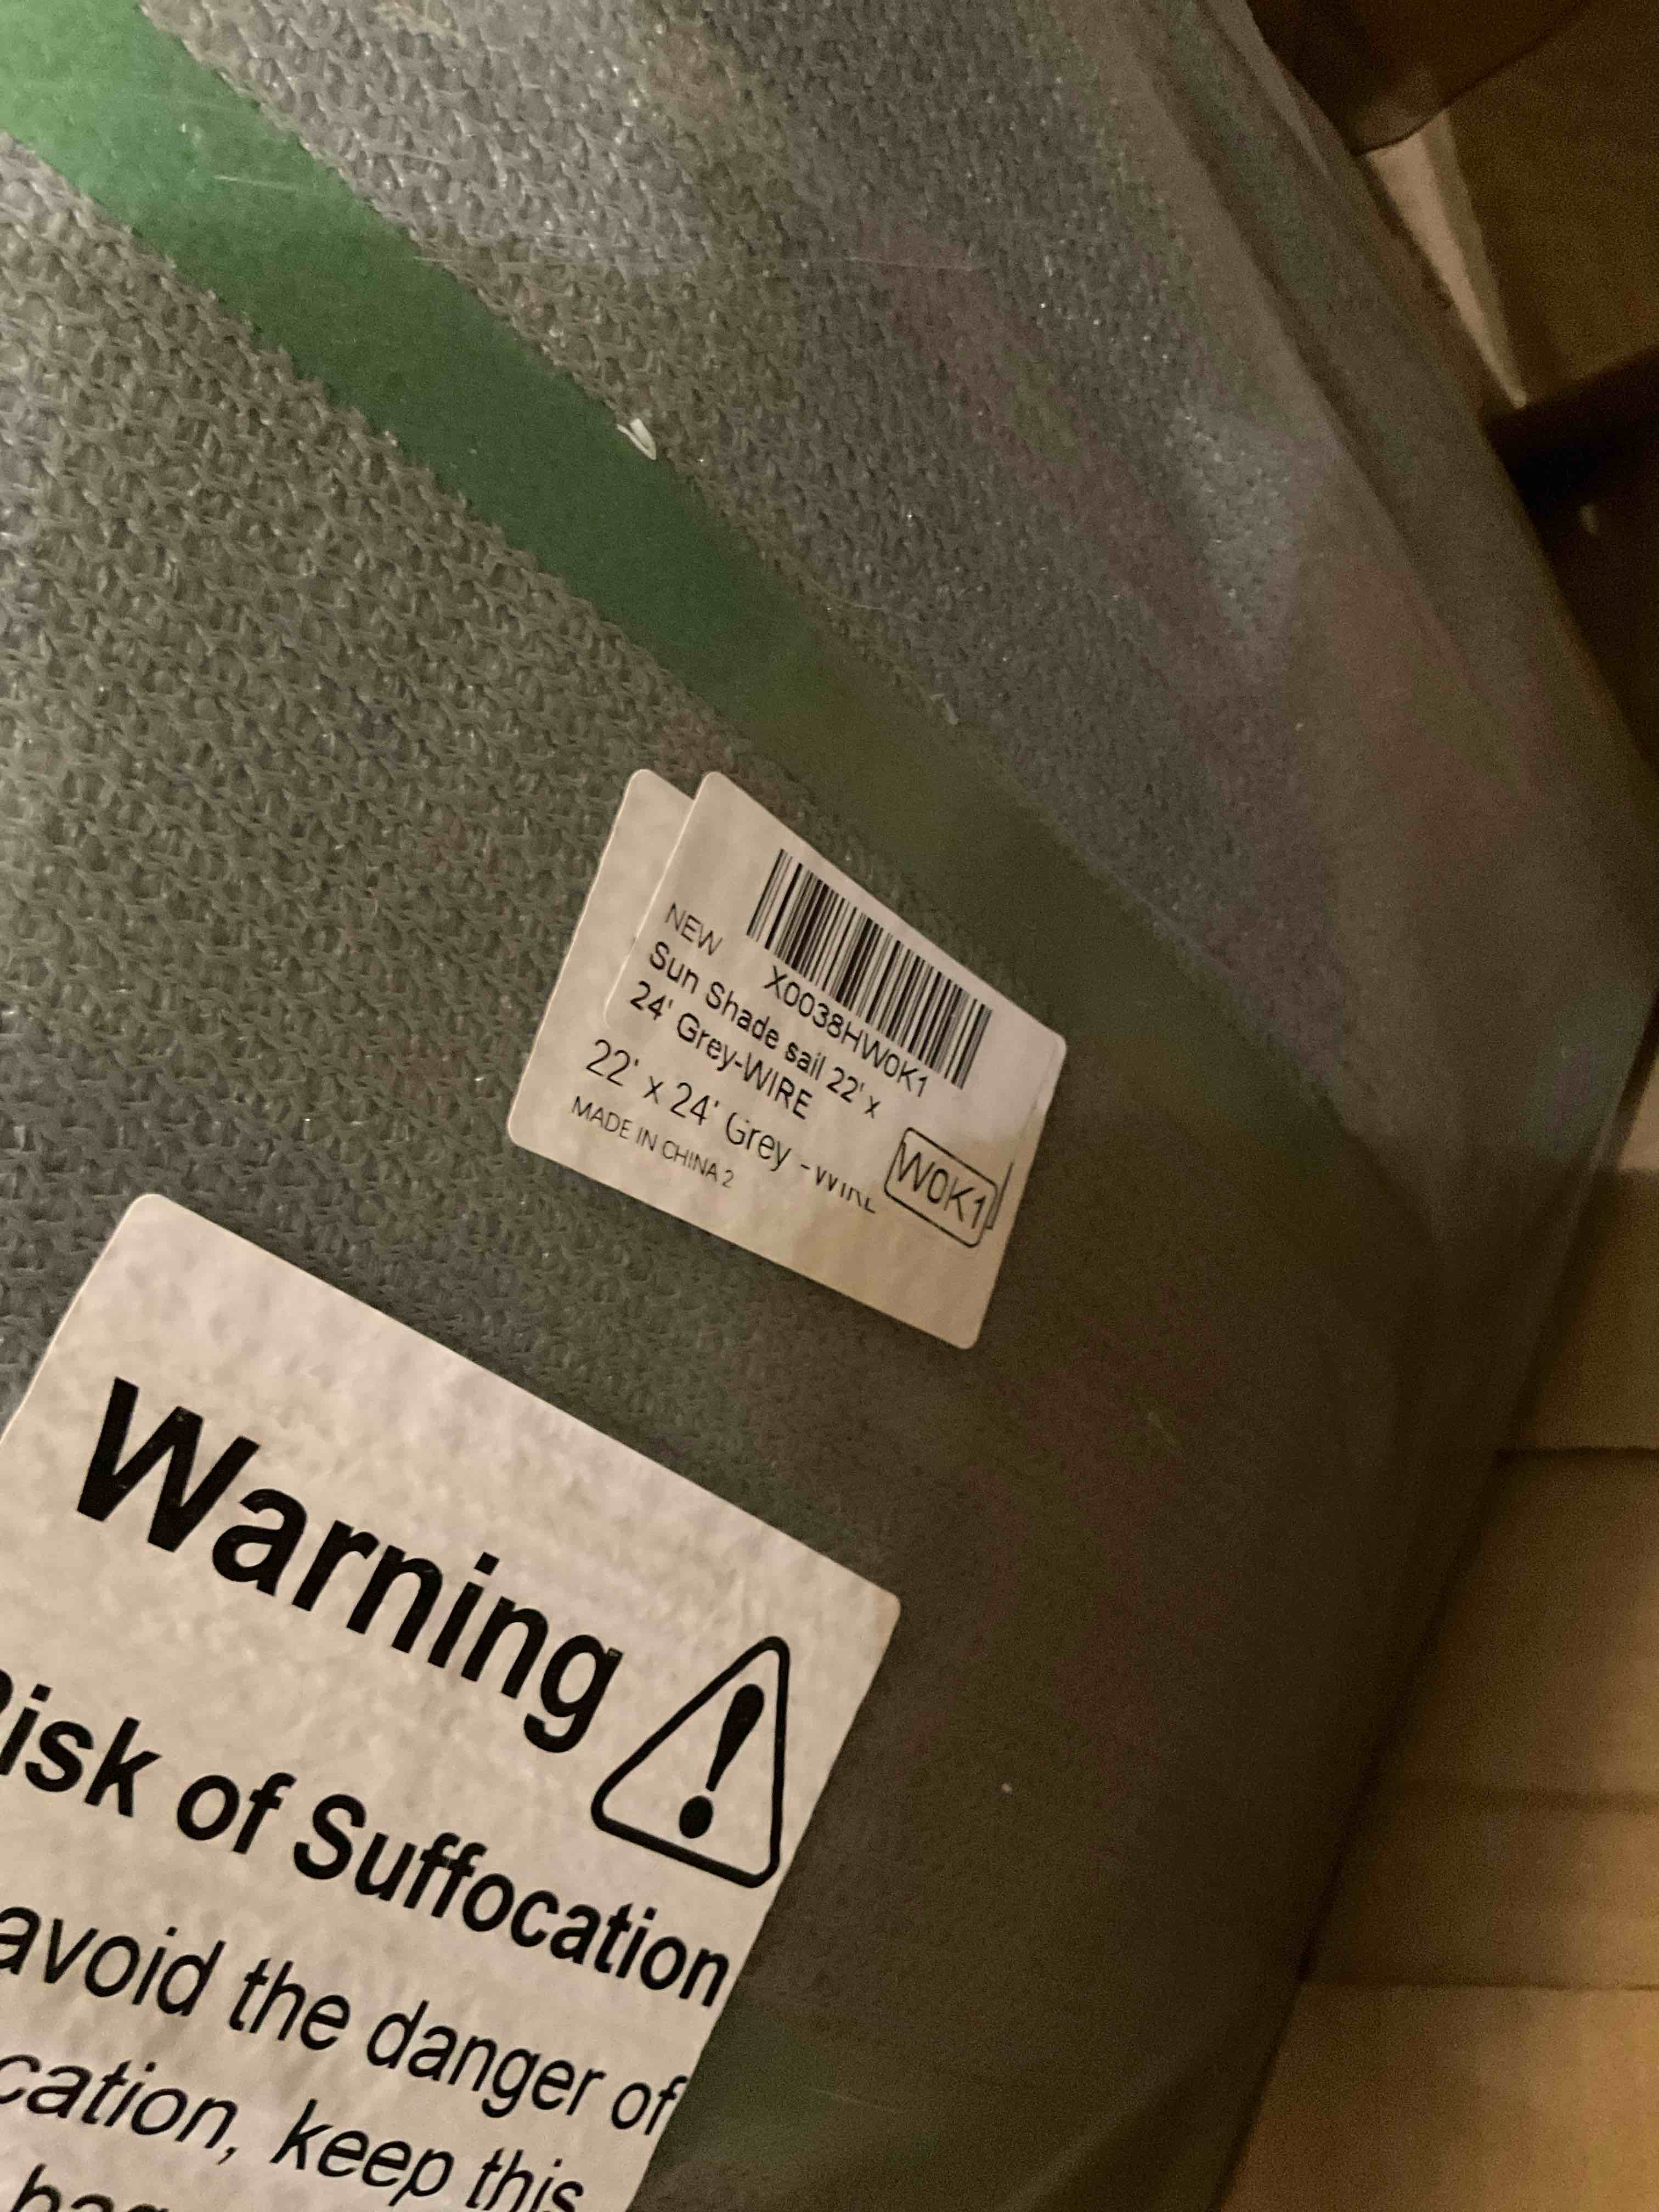 X0038HW0K1
NEW
Sun Shade sail 22' x
24' Grey-WIRE
22' x 24' Grey -WIRE
MADE IN CHINA 2
W0K1
Warning
isk of Suffocation
avoid the danger of
cation, keep this